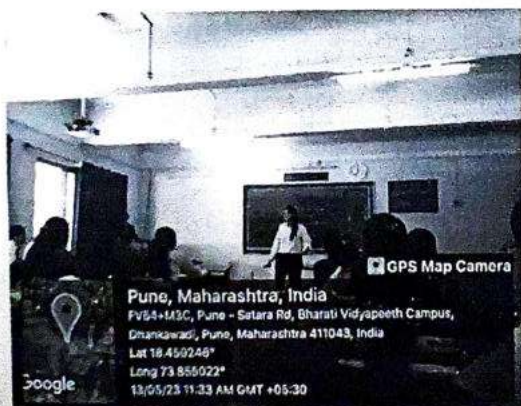 GPS Map Camera
Pune, Maharashtra, India
FV54+M3C, Pune - Satara Rd, Bharati Vidyapeeth Campus,
Dhankawadi, Pune, Maharashtra 411043, India
Lat 18.459246°
Long 73.855022°
13/05/23 11:33 AM GMT +05:30
Google